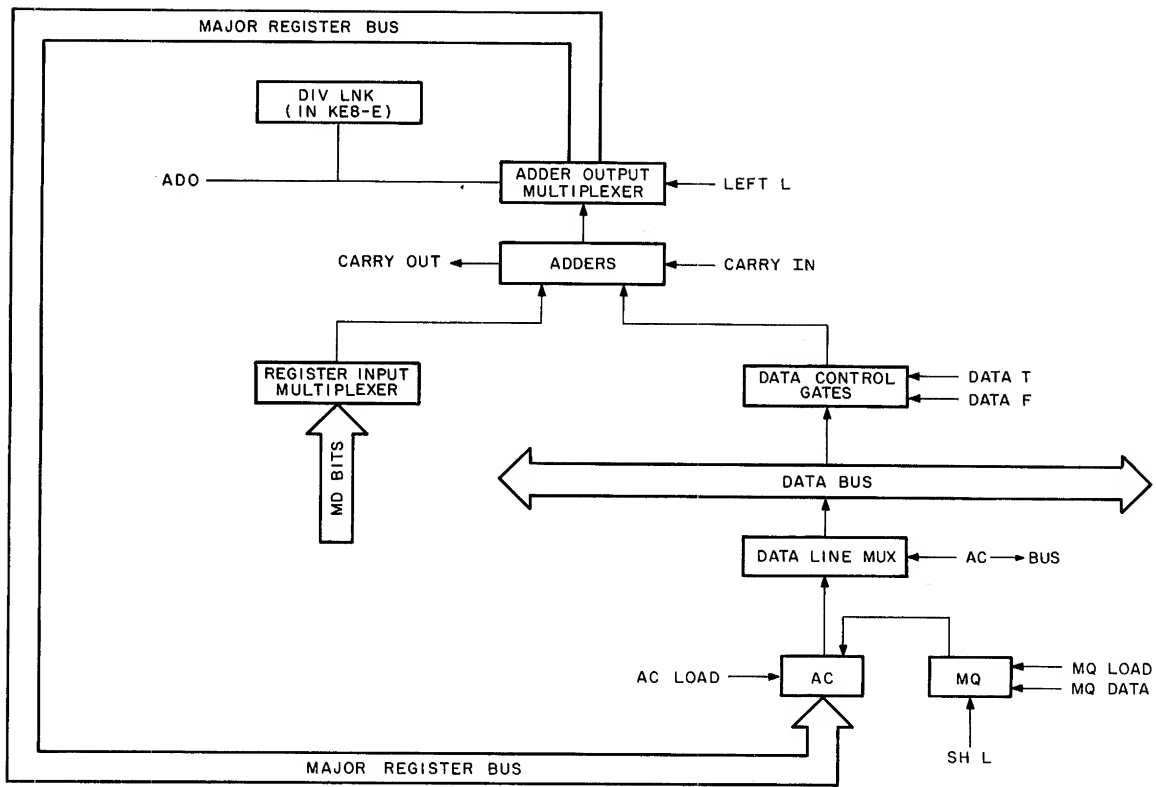 MAJOR REGISTER BUS
DIV LNK
(IN KE8-E)
ADO
ADDER OUTPUT
MULTIPLEXER
LEFT L
CARRY OUT
ADDERS
CARRY IN
REGISTER INPUT
MULTIPLEXER
DATA CONTROL
GATES
DATA T
DATA F
MD BITS
DATA BUS
DATA LINE MUX
AC → BUS
AC LOAD
AC
MQ
MQ LOAD
MQ DATA
SH L
MAJOR REGISTER BUS